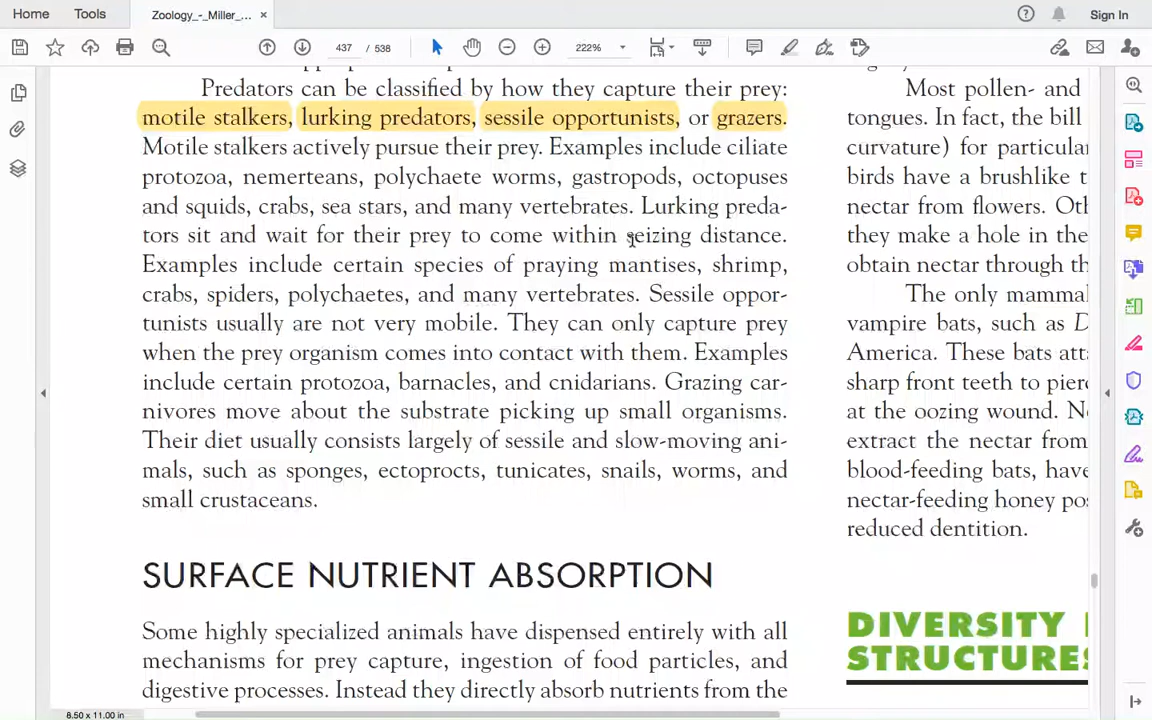 Home Tools Zoology_-_Miller_... × Sign In
437 / 538 222%
Predators can be classified by how they capture their prey:
motile stalkers, lurking predators, sessile opportunists, or grazers.
Motile stalkers actively pursue their prey. Examples include ciliate
protozoa, nemerteans, polychaete worms, gastropods, octopuses
and squids, crabs, sea stars, and many vertebrates. Lurking preda-
tors sit and wait for their prey to come within seizing distance.
Examples include certain species of praying mantises, shrimp,
crabs, spiders, polychaetes, and many vertebrates. Sessile oppor-
tunists usually are not very mobile. They can only capture prey
when the prey organism comes into contact with them. Examples
include certain protozoa, barnacles, and cnidarians. Grazing car-
nivores move about the substrate picking up small organisms.
Their diet usually consists largely of sessile and slow-moving ani-
mals, such as sponges, ectoprocts, tunicates, snails, worms, and
small crustaceans.
SURFACE NUTRIENT ABSORPTION
Some highly specialized animals have dispensed entirely with all
mechanisms for prey capture, ingestion of food particles, and
digestive processes. Instead they directly absorb nutrients from the
Most pollen- and
tongues. In fact, the bill
curvature) for particular
birds have a brushlike t
nectar from flowers. Oth
they make a hole in the
obtain nectar through th
The only mammal
vampire bats, such as D
America. These bats atta
sharp front teeth to pierc
at the oozing wound. Ne
extract the nectar from
blood-feeding bats, have
nectar-feeding honey pos
reduced dentition.
DIVERSITY
STRUCTURES
8.50 x 11.00 in